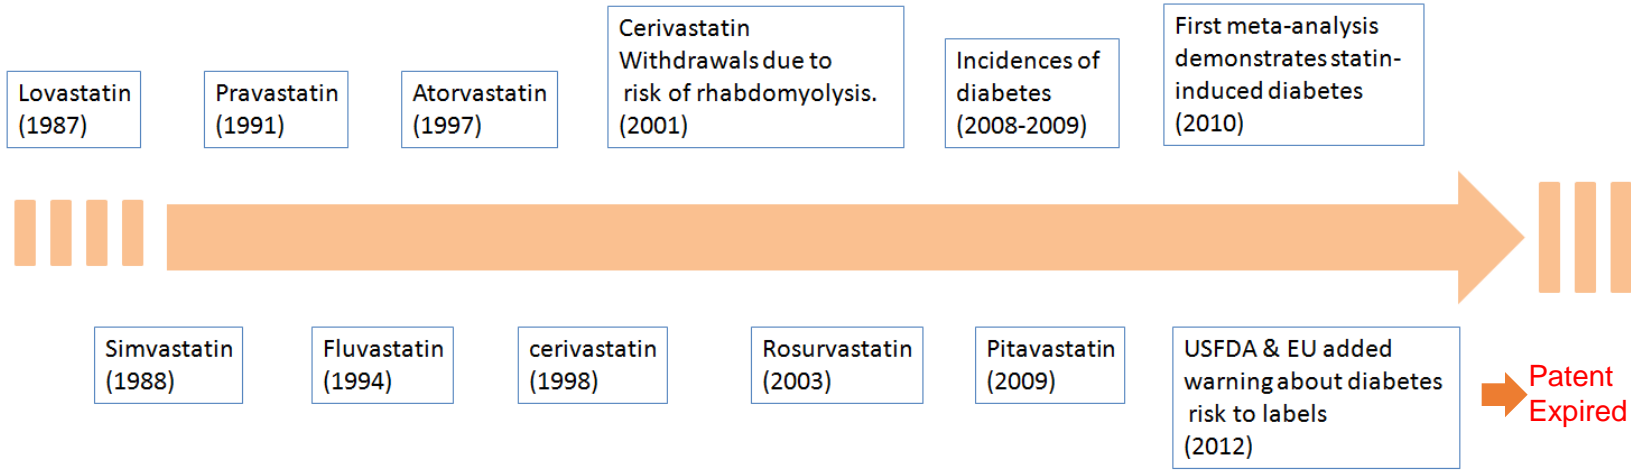 Lovastatin
(1987)
Pravastatin
(1991)
Atorvastatin
(1997)
Cerivastatin
Withdrawals due to
risk of rhabdomyolysis.
(2001)
Incidences of
diabetes
(2008-2009)
First meta-analysis
demonstrates statin-
induced diabetes
(2010)
Simvastatin
(1988)
Fluvastatin
(1994)
cerivastatin
(1998)
Rosurvastatin
(2003)
Pitavastatin
(2009)
USFDA & EU added
warning about diabetes
risk to labels
(2012)
Patent
Expired